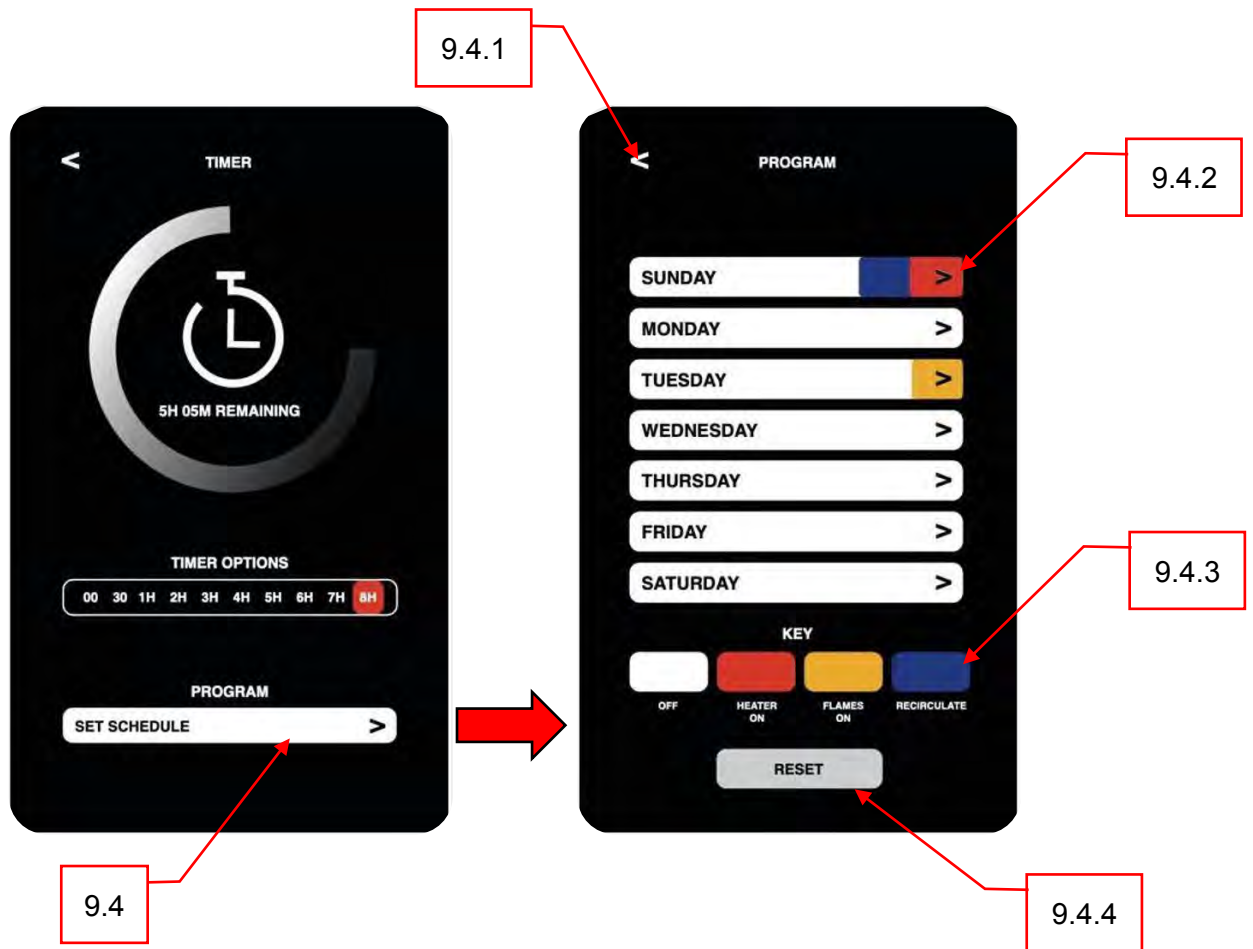 9.4.1
< TIMER
5H 05M REMAINING
TIMER OPTIONS
00 30 1H 2H 3H 4H 5H 6H 7H 8H
PROGRAM
SET SCHEDULE >
9.4
< PROGRAM
9.4.2
SUNDAY >
MONDAY >
TUESDAY >
WEDNESDAY >
THURSDAY >
FRIDAY >
SATURDAY >
9.4.3
KEY
OFF HEATER ON FLAMES ON RECIRCULATE
RESET
9.4.4